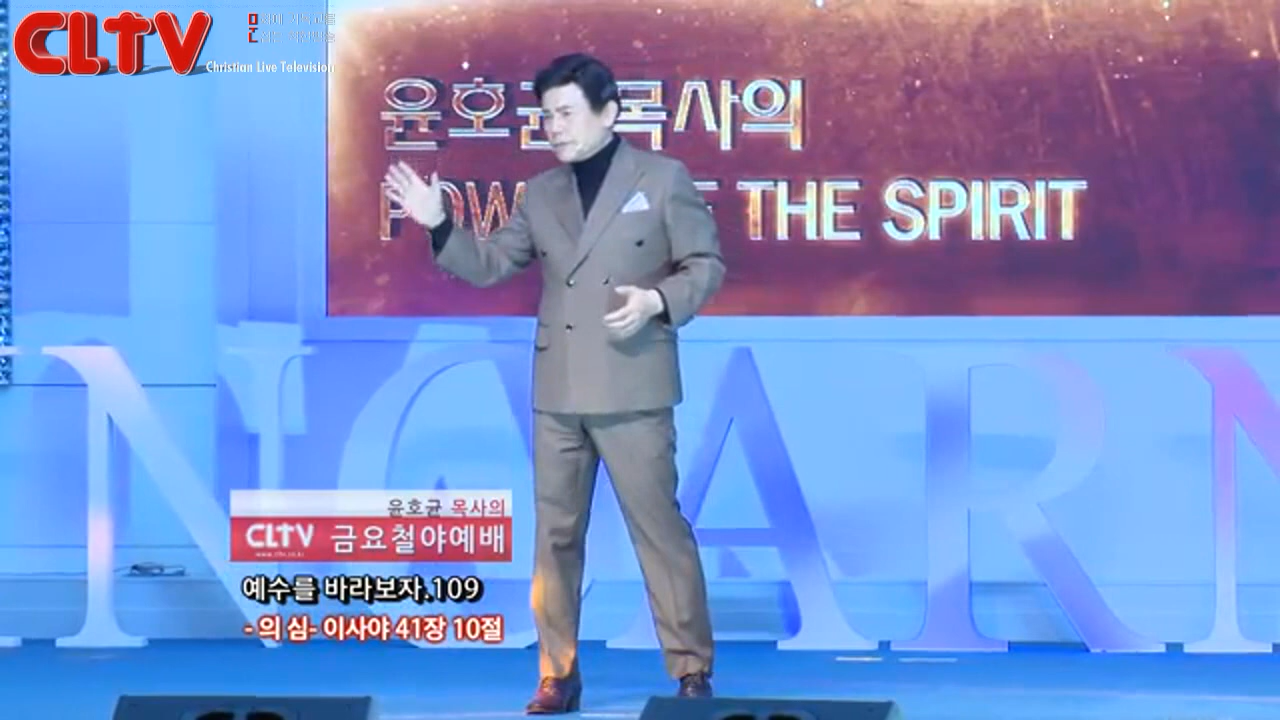 CLTV
Christian Live Television
윤호균 목사의
THE SPIRIT
NCARN
윤호균 목사의
CLTV 금요철야예배
예수를 바라보자.109
- 의 심- 이사야 41장 10절